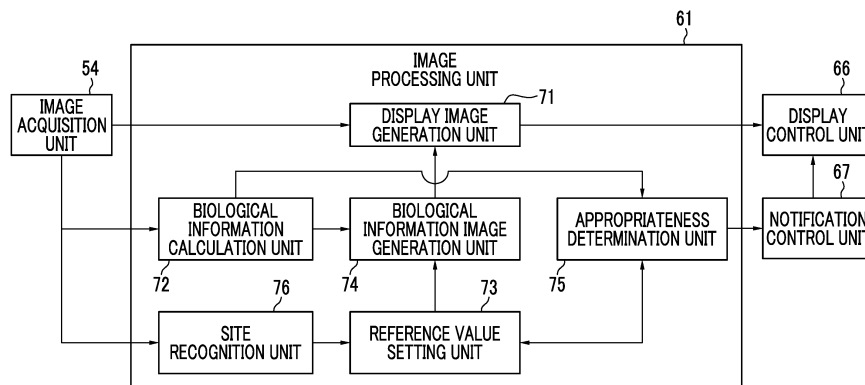 61
IMAGE
PROCESSING UNIT
54
IMAGE
ACQUISITION
UNIT
71
DISPLAY IMAGE
GENERATION UNIT
66
DISPLAY
CONTROL UNIT
67
BIOLOGICAL
INFORMATION
CALCULATION UNIT
72
BIOLOGICAL
INFORMATION IMAGE
GENERATION UNIT
74
APPROPRIATENESS
DETERMINATION UNIT
75
NOTIFICATION
CONTROL UNIT
76
SITE
RECOGNITION UNIT
73
REFERENCE VALUE
SETTING UNIT